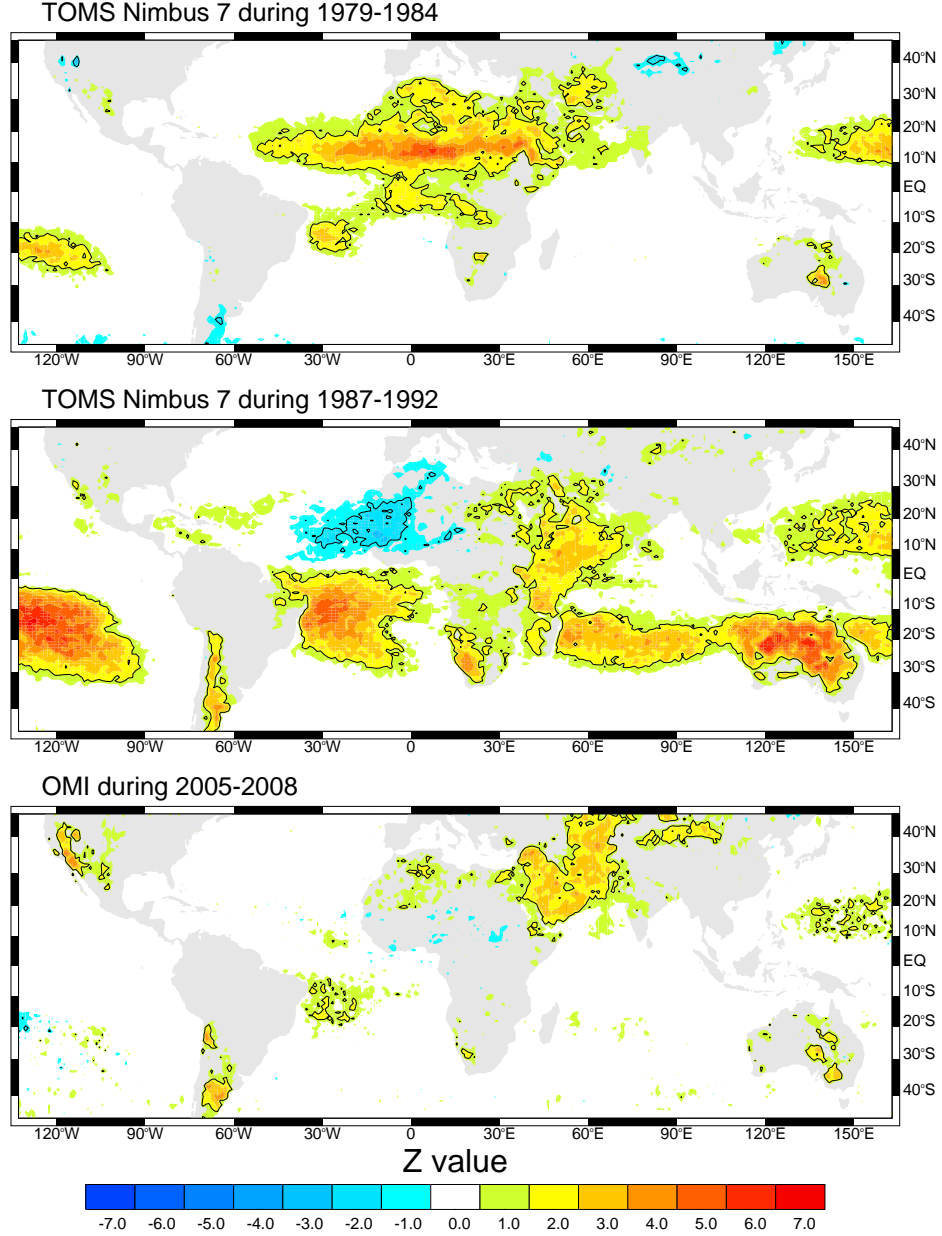 TOMS Nimbus 7 during 1979-1984
40°N
30°N
20°N
10°N
EQ
10°S
20°S
30°S
40°S
120°W 90°W 60°W 30°W 0 30°E 60°E 90°E 120°E 150°E
TOMS Nimbus 7 during 1987-1992
40°N
30°N
20°N
10°N
EQ
10°S
20°S
30°S
40°S
120°W 90°W 60°W 30°W 0 30°E 60°E 90°E 120°E 150°E
OMI during 2005-2008
40°N
30°N
20°N
10°N
EQ
10°S
20°S
30°S
40°S
120°W 90°W 60°W 30°W 0 30°E 60°E 90°E 120°E 150°E
Z value
-7.0 -6.0 -5.0 -4.0 -3.0 -2.0 -1.0 0.0 1.0 2.0 3.0 4.0 5.0 6.0 7.0